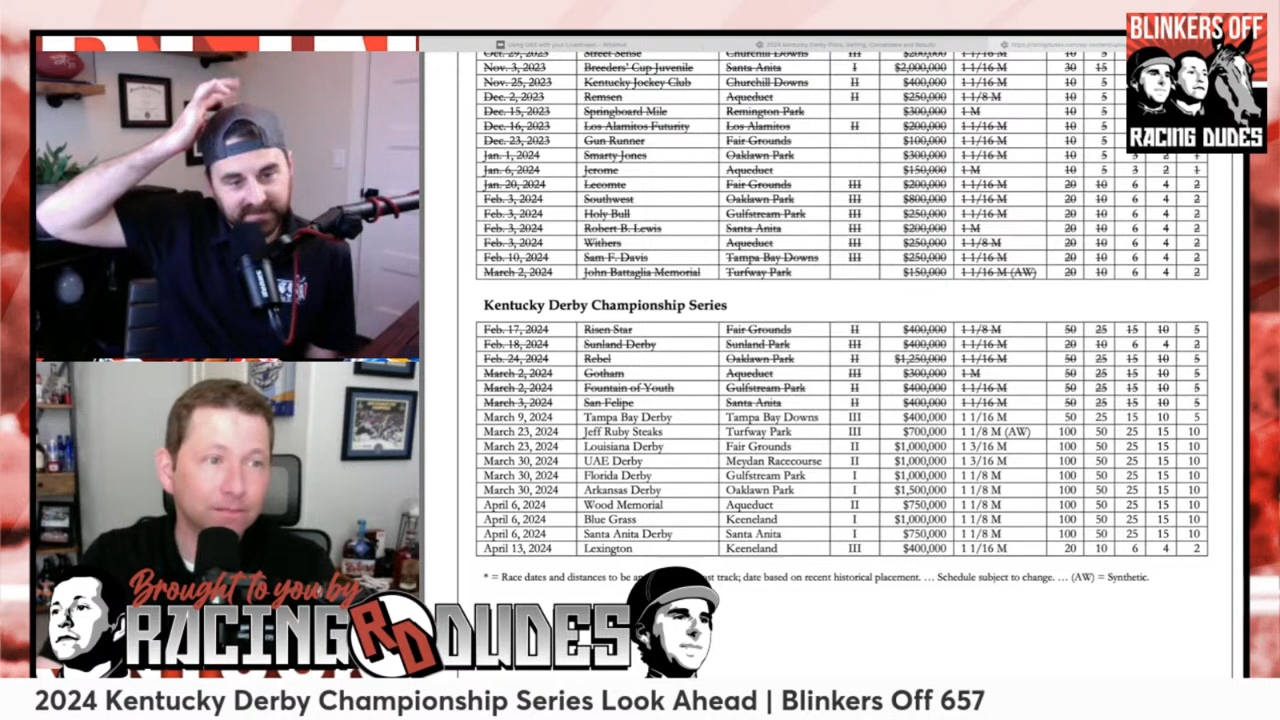 BLINKERS OFF
RACING DUDES
Oct. 29, 2023 Street Sense Churchill Downs III $200,000 1 1/16 M 10 5
Nov. 3, 2023 Breeders' Cup Juvenile Santa Anita I $2,000,000 1 1/16 M 30 15
Nov. 25, 2023 Kentucky Jockey Club Churchill Downs II $400,000 1 1/16 M 10 5
Dec. 2, 2023 Remsen Aqueduct II $250,000 1 1/8 M 10 5
Dec. 15, 2023 Springboard Mile Remington Park $300,000 1 M 10 5
Dec. 16, 2023 Los Alamitos Futurity Los Alamitos II $200,000 1 1/16 M 10 5
Dec. 23, 2023 Gun Runner Fair Grounds $100,000 1 1/16 M 10 5
Jan. 1, 2024 Smarty Jones Oaklawn Park $300,000 1 1/16 M 10 5 3 2 1
Jan. 6, 2024 Jerome Aqueduct $150,000 1 M 10 5 3 2 1
Jan. 20, 2024 Lecomte Fair Grounds III $200,000 1 1/16 M 20 10 6 4 2
Feb. 3, 2024 Southwest Oaklawn Park III $800,000 1 1/16 M 20 10 6 4 2
Feb. 3, 2024 Holy Bull Gulfstream Park III $250,000 1 1/16 M 20 10 6 4 2
Feb. 3, 2024 Robert B. Lewis Santa Anita III $200,000 1 M 20 10 6 4 2
Feb. 3, 2024 Withers Aqueduct III $250,000 1 1/8 M 20 10 6 4 2
Feb. 10, 2024 Sam F. Davis Tampa Bay Downs III $250,000 1 1/16 M 20 10 6 4 2
March 2, 2024 John Battaglia Memorial Turfway Park $150,000 1 1/16 M (AW) 20 10 6 4 2
Kentucky Derby Championship Series
Feb. 17, 2024 Risen Star Fair Grounds II $400,000 1 1/8 M 50 25 15 10 5
Feb. 18, 2024 Sunland Derby Sunland Park III $400,000 1 1/16 M 20 10 6 4 2
Feb. 24, 2024 Rebel Oaklawn Park II $1,250,000 1 1/16 M 50 25 15 10 5
March 2, 2024 Gotham Aqueduct III $300,000 1 M 50 25 15 10 5
March 2, 2024 Fountain of Youth Gulfstream Park II $400,000 1 1/16 M 50 25 15 10 5
March 3, 2024 San Felipe Santa Anita II $400,000 1 1/16 M 50 25 15 10 5
March 9, 2024 Tampa Bay Derby Tampa Bay Downs III $400,000 1 1/16 M 50 25 15 10 5
March 23, 2024 Jeff Ruby Steaks Turfway Park III $700,000 1 1/8 M (AW) 100 50 25 15 10
March 23, 2024 Louisiana Derby Fair Grounds II $1,000,000 1 3/16 M 100 50 25 15 10
March 30, 2024 UAE Derby Meydan Racecourse II $1,000,000 1 3/16 M 100 50 25 15 10
March 30, 2024 Florida Derby Gulfstream Park I $1,000,000 1 1/8 M 100 50 25 15 10
March 30, 2024 Arkansas Derby Oaklawn Park I $1,500,000 1 1/8 M 100 50 25 15 10
April 6, 2024 Wood Memorial Aqueduct II $750,000 1 1/8 M 100 50 25 15 10
April 6, 2024 Blue Grass Keeneland I $1,000,000 1 1/8 M 100 50 25 15 10
April 6, 2024 Santa Anita Derby Santa Anita I $750,000 1 1/8 M 100 50 25 15 10
April 13, 2024 Lexington Keeneland III $400,000 1 1/16 M 20 10 6 4 2
* = Race dates and distances to be track; date based on recent historical placement. … Schedule subject to change. … (AW) = Synthetic.
Brought to you by
RACING RD DUDES
2024 Kentucky Derby Championship Series Look Ahead | Blinkers Off 657